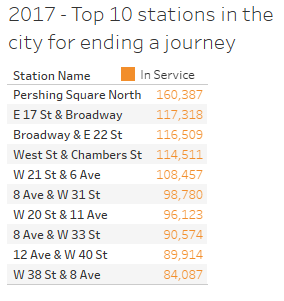 2017 - Top 10 stations in the
city for ending a journey
Station Name In Service
Pershing Square North 160,387
E 17 St & Broadway 117,318
Broadway & E 22 St 116,509
West St & Chambers St 114,511
W 21 St & 6 Ave 108,457
8 Ave & W 31 St 98,780
W 20 St & 11 Ave 96,123
8 Ave & W 33 St 90,574
12 Ave & W 40 St 89,914
W 38 St & 8 Ave 84,087